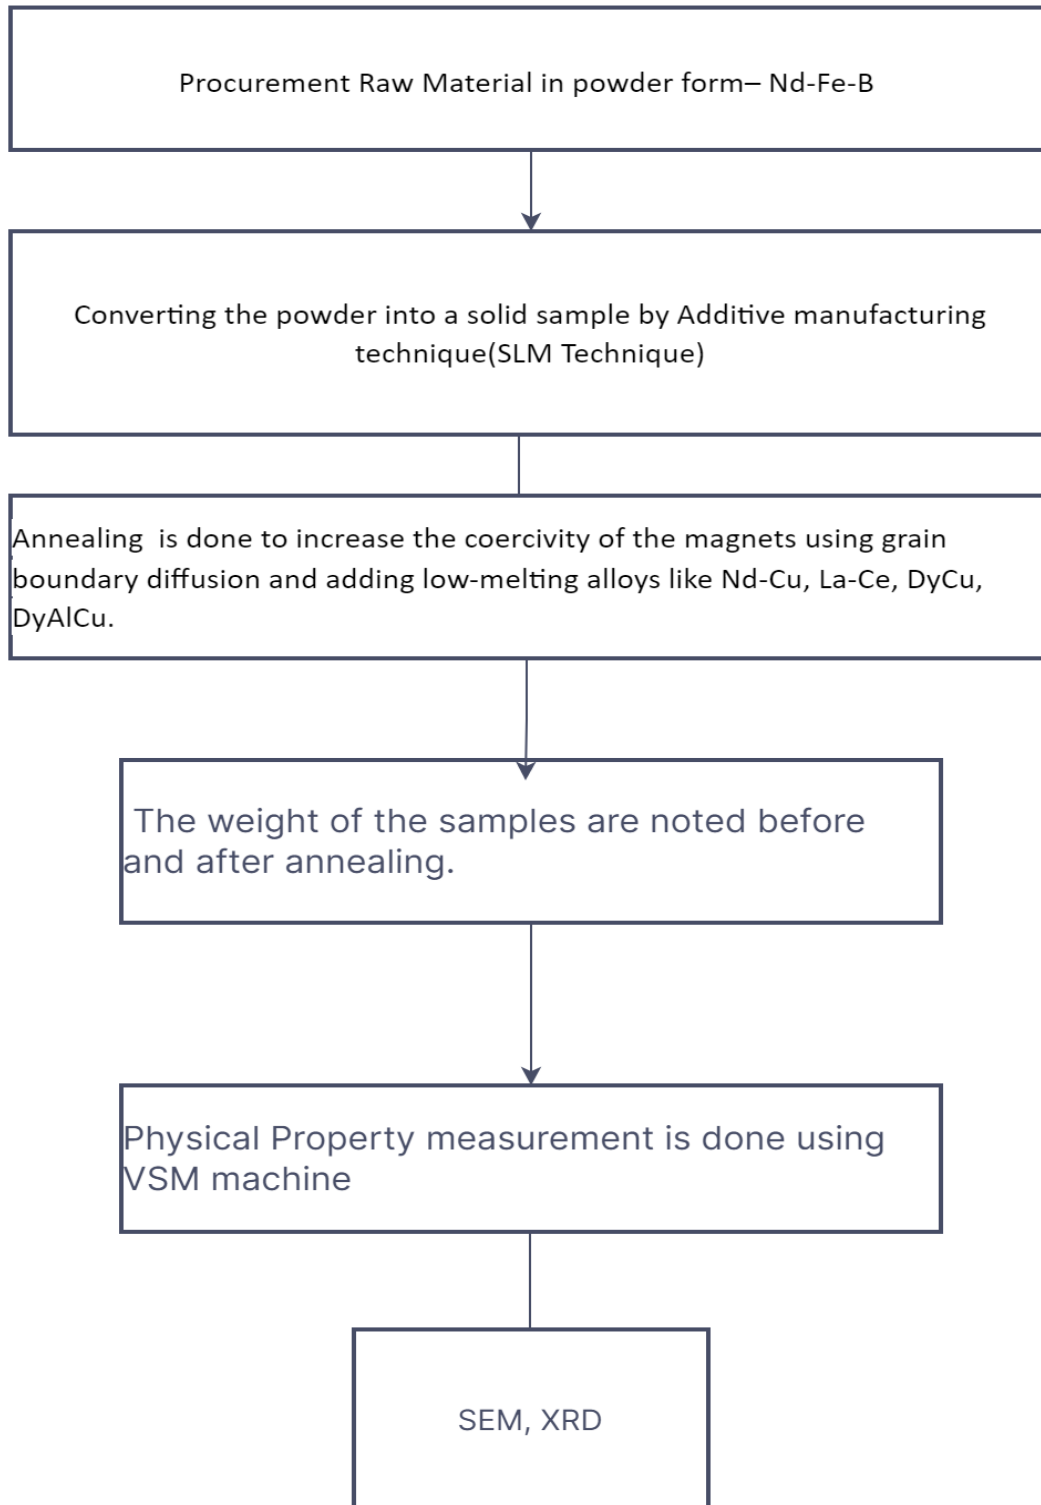 Procurement Raw Material in powder form– Nd-Fe-B
Converting the powder into a solid sample by Additive manufacturing
technique(SLM Technique)
Annealing  is done to increase the coercivity of the magnets using grain
boundary diffusion and adding low-melting alloys like Nd-Cu, La-Ce, DyCu,
DyAlCu.
The weight of the samples are noted before
and after annealing.
Physical Property measurement is done using
VSM machine
SEM, XRD